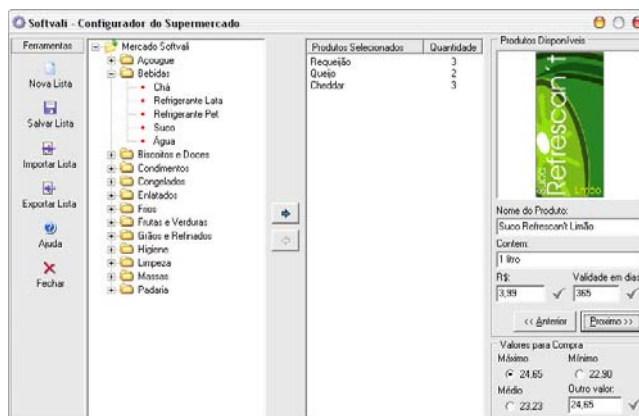 Softvali - Configurador do Supermercado
Ferramentas
Nova Lista
Salvar Lista
Importar Lista
Exportar Lista
Ajuda
Fechar
Mercado Softvali
Açougue
Bebidas
Chá
Refrigerante Lata
Refrigerante Pet
Suco
Água
Biscoitos e Doces
Condimentos
Congelados
Enlatados
Frios
Frutas e Verduras
Grãos e Refinados
Higiene
Limpeza
Massas
Padaria
Produtos Selecionados Quantidade
Requeijão 3
Queijo 2
Cheddar 3
Produtos Disponíveis
Suco
Refrescan´t
Limão
Nome do Produto:
Suco Refrescan't Limão
Contem:
1 litro
R$: Validade em dias
3,99 365
<< Anterior Proximo >>
Valores para Compra
Máximo Mínimo
24.65 22.90
Médio Outro valor:
23.23 24,65